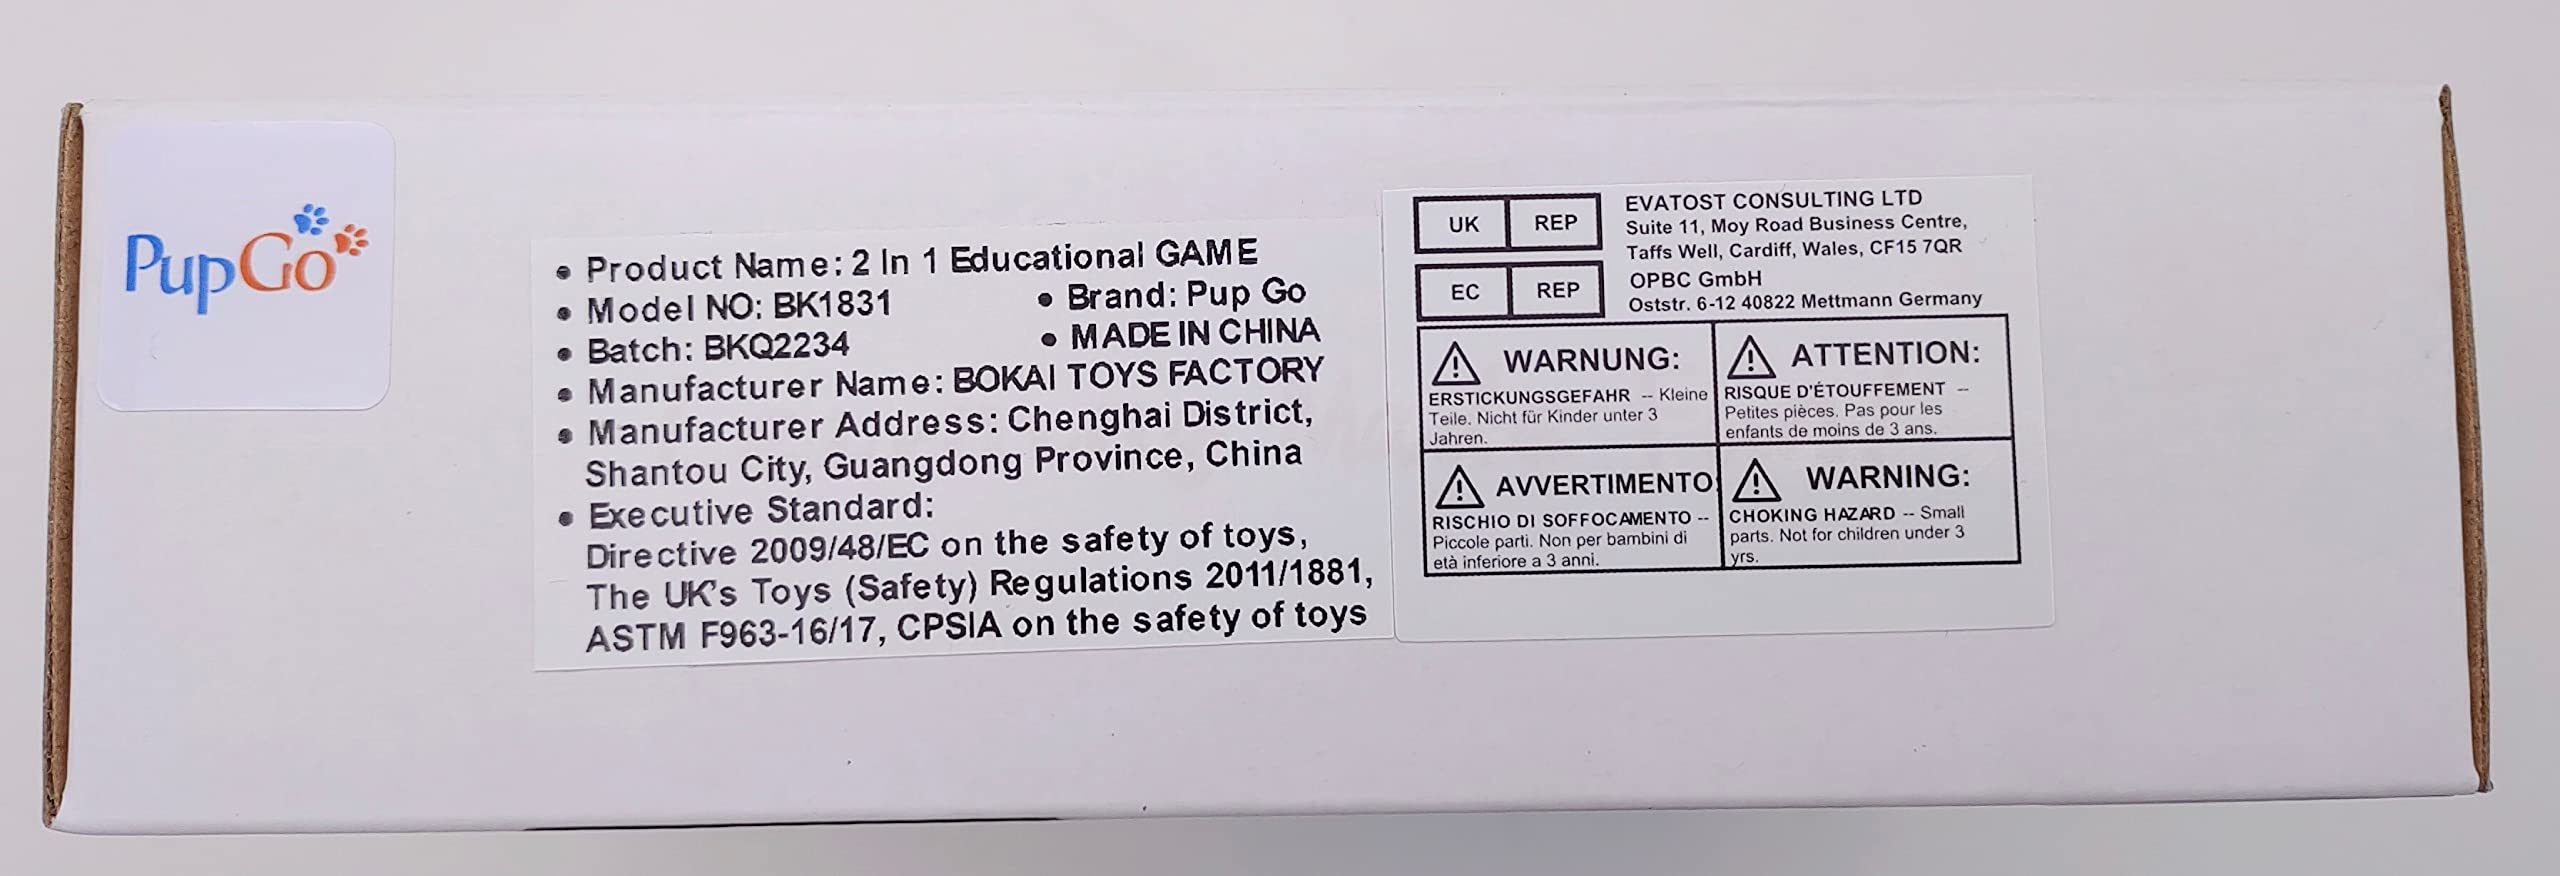 PupGo
• Product Name: 2 In 1 Educational GAME
• Model NO: BK1831
• Brand: Pup Go
• Batch: BKQ2234
• MADE IN CHINA
• Manufacturer Name: BOKAI TOYS FACTORY
• Manufacturer Address: Chenghai District,
Shantou City, Guangdong Province, China
• Executive Standard:
Directive 2009/48/EC on the safety of toys,
The UK's Toys (Safety) Regulations 2011/1881,
ASTM F963-16/17, CPSIA on the safety of toys
UK REP
EVATOST CONSULTING LTD
Suite 11, Moy Road Business Centre,
Taffs Well, Cardiff, Wales, CF15 7QR
EC REP
OPBC GmbH
Oststr. 6-12 40822 Mettmann Germany
WARNUNG:
ERSTICKUNGSGEFAHR -- Kleine
Teile. Nicht für Kinder unter 3
Jahren.
ATTENTION:
RISQUE D'ÉTOUFFEMENT --
Petites pièces. Pas pour les
enfants de moins de 3 ans.
AVVERTIMENTO
RISCHIO DI SOFFOCAMENTO --
Piccole parti. Non per bambini di
età inferiore a 3 anni.
WARNING:
CHOKING HAZARD -- Small
parts. Not for children under 3
yrs.